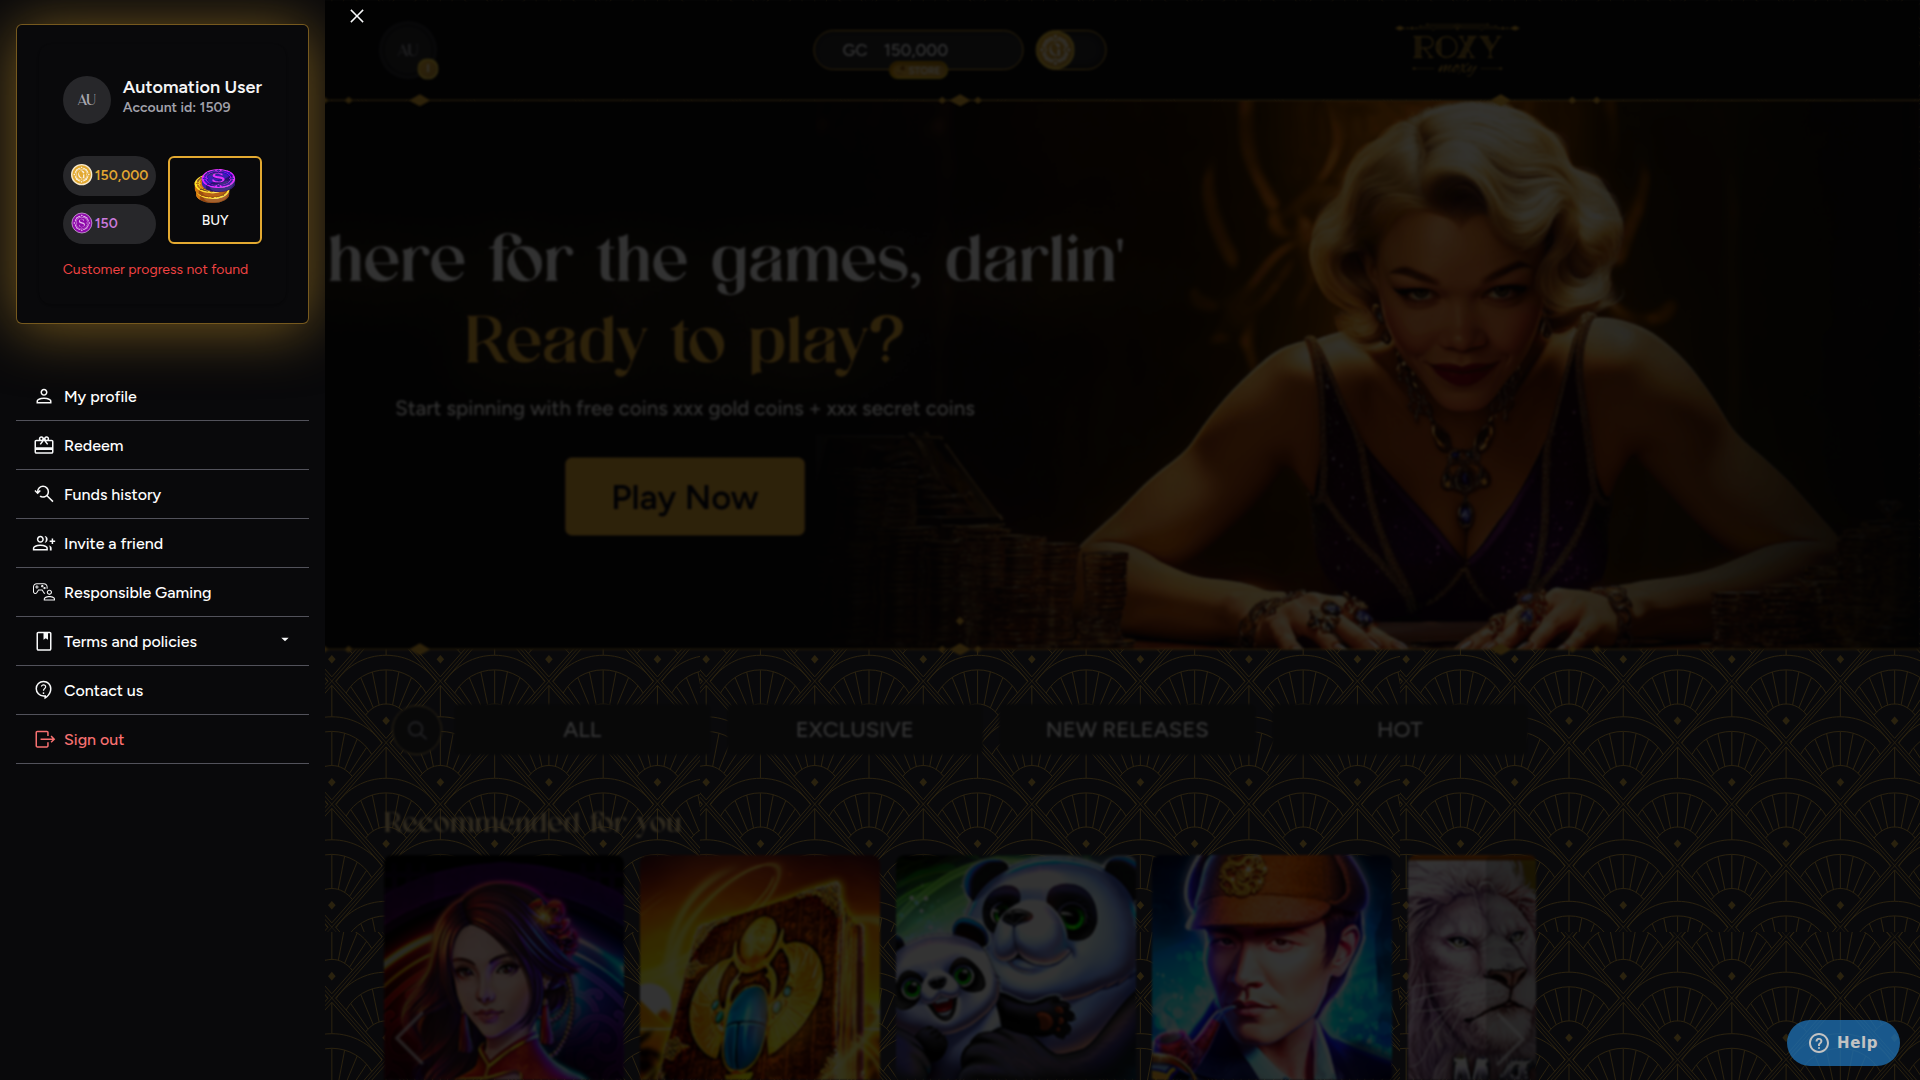 AU
Automation User
Account id: 1509
150,000
150
BUY
Customer progress not found
My profile
Redeem
Funds history
Invite a friend
Responsible Gaming
Terms and policies
Contact us
Sign out
AU
GC 150,000
ROXY
moxy
here for the games, darlin'
Ready to play?
Start spinning with free coins xxx gold coins + xxx secret coins
Play Now
ALL
EXCLUSIVE
NEW RELEASES
HOT
Recommended for you
Help